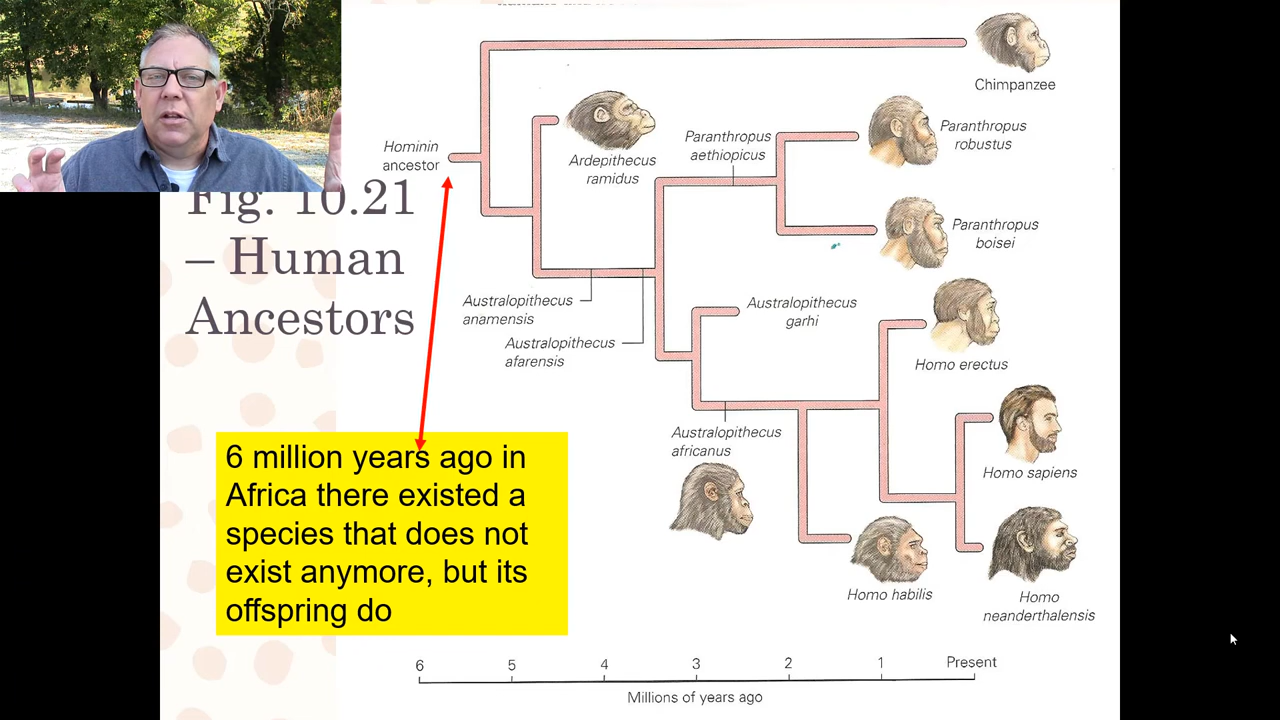 Chimpanzee
Hominin
ancestor
Ardepithecus
ramidus
Paranthropus
aethiopicus
Paranthropus
robustus
Paranthropus
boisei
Fig. 10.21
– Human
Ancestors
Australopithecus
anamensis
Australopithecus
afarensis
Australopithecus
garhi
Homo erectus
Australopithecus
africanus
Homo sapiens
Homo habilis
Homo
neanderthalensis
6 million years ago in
Africa there existed a
species that does not
exist anymore, but its
offspring do
6 5 4 3 2 1 Present
Millions of years ago